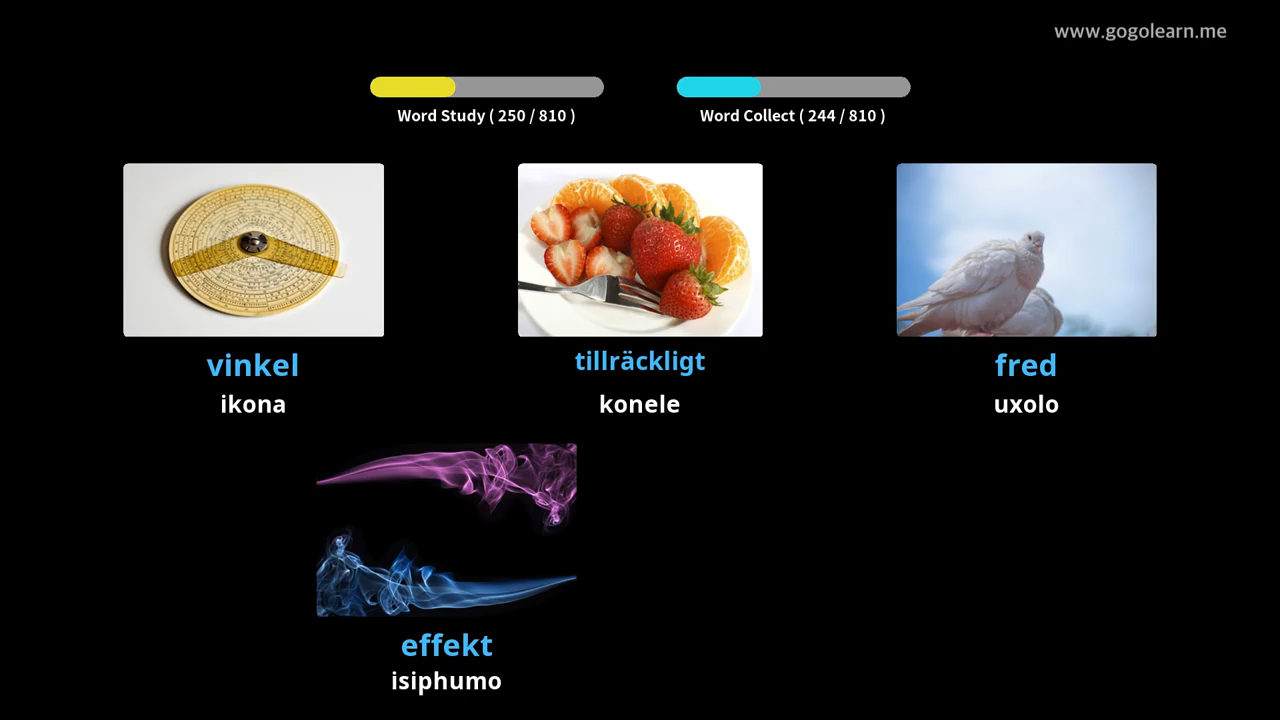 www.gogolearn.me
Word Study ( 250 / 810 )
Word Collect ( 244 / 810 )
vinkel
ikona
tillräckligt
konele
fred
uxolo
effekt
isiphumo